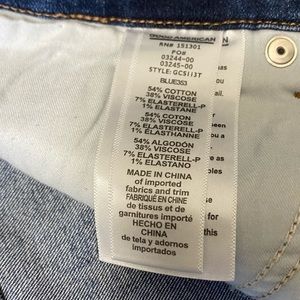 GOOD AMERICAN
RN# 151301
PO#
03244-00
03245-00
STYLE: GCS113T
BLUE353
54% COTTON
38% VISCOSE
7% ELASTERELL-P
1% ELASTANE
54% COTON
38% VISCOSE
7% ELASTERELL-P
1% ELASTHANNE
54% ALGODÓN
38% VISCOSE
7% ELASTERELL-P
1% ELASTANO
MADE IN CHINA
of imported
fabrics and trim
FABRIQUÉ EN CHINE
de tissus et de
garnitures importé
HECHO EN
CHINA
de tela y adornos
importados